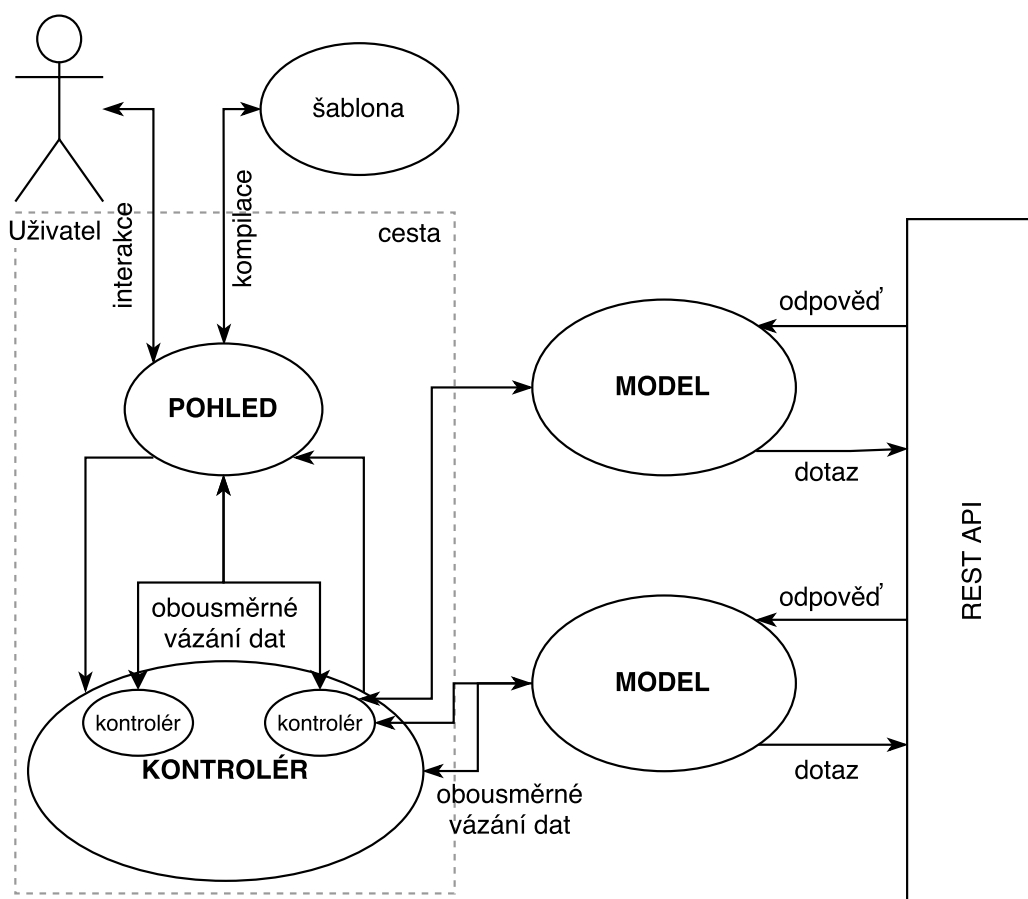 šablona
Uživatel
interakce
kompilace
cesta
odpověď
POHLED
MODEL
dotaz
REST API
obousměrné
vázání dat
odpověď
MODEL
kontrolér
kontrolér
KONTROLÉR
dotaz
obousměrné
vázání dat